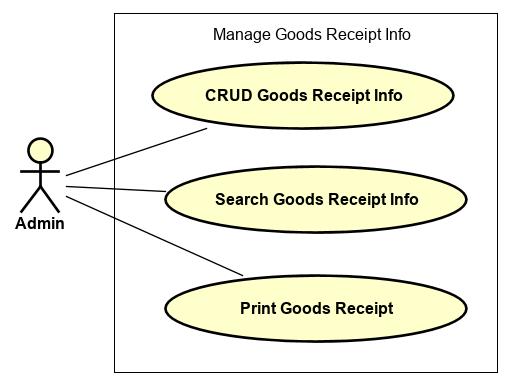 Manage Goods Receipt Info
CRUD Goods Receipt Info
Search Goods Receipt Info
Admin
Print Goods Receipt